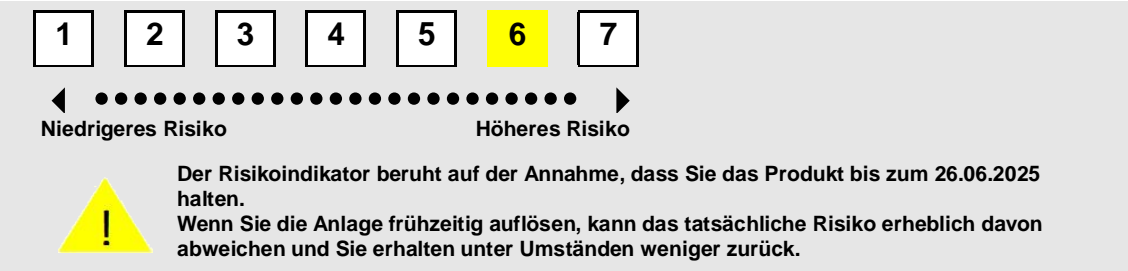 1 2 3 4 5 6 7
Niedrigeres Risiko Höheres Risiko
Der Risikoindikator beruht auf der Annahme, dass Sie das Produkt bis zum 26.06.2025
halten.
Wenn Sie die Anlage frühzeitig auflösen, kann das tatsächliche Risiko erheblich davon
abweichen und Sie erhalten unter Umständen weniger zurück.
!